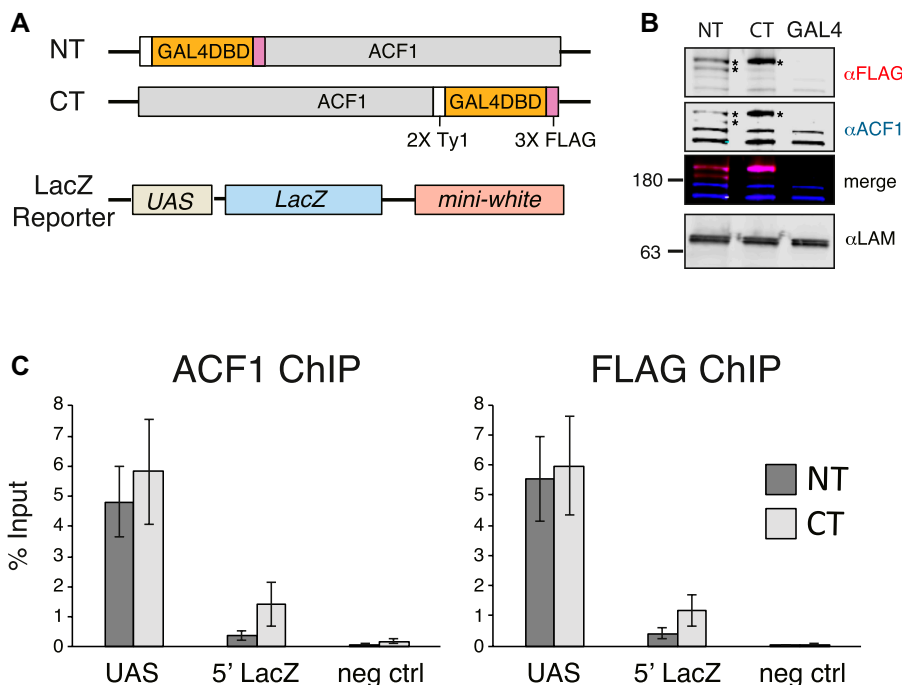 A
NT
GAL4DBD
ACF1
CT
ACF1
GAL4DBD
2X Ty1
3X FLAG
LacZ
Reporter
UAS
LacZ
mini-white
B
NT CT GAL4
* *
*
αFLAG
* *
*
αACF1
180
merge
63
αLAM
C
ACF1 ChIP
% Input
8
7
6
5
4
3
2
1
0
UAS 5' LacZ neg ctrl
FLAG ChIP
8
7
6
5
4
3
2
1
0
UAS 5' LacZ neg ctrl
NT
CT